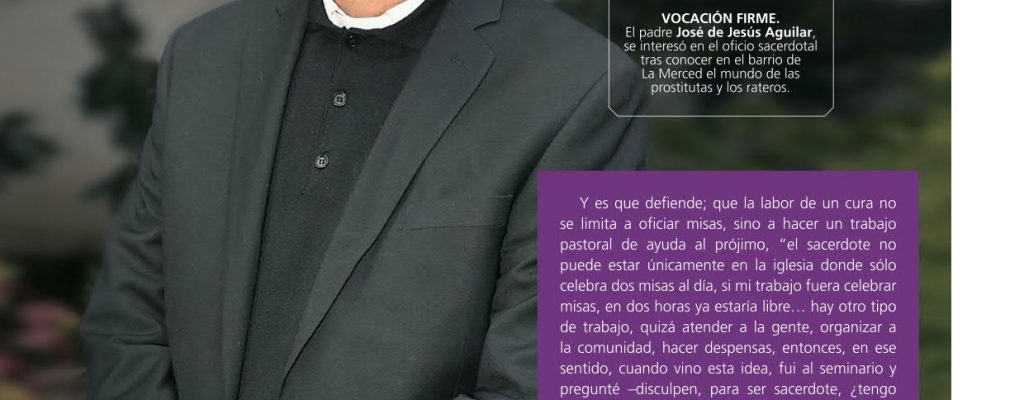 VOCACIÓN FIRME.
El padre José de Jesús Aguilar,
se interesó en el oficio sacerdotal
tras conocer en el barrio de
La Merced el mundo de las
prostitutas y los rateros.
Y es que defiende; que la labor de un cura no
se limita a oficiar misas, sino a hacer un trabajo
pastoral de ayuda al prójimo, “el sacerdote no
puede estar únicamente en la iglesia donde sólo
celebra dos misas al día, si mi trabajo fuera celebrar
misas, en dos horas ya estaría libre… hay otro tipo
de trabajo, quizá atender a la gente, organizar a
la comunidad, hacer despensas, entonces, en ese
sentido, cuando vino esta idea, fui al seminario y
pregunté –disculpen, para ser sacerdote, ¿tengo